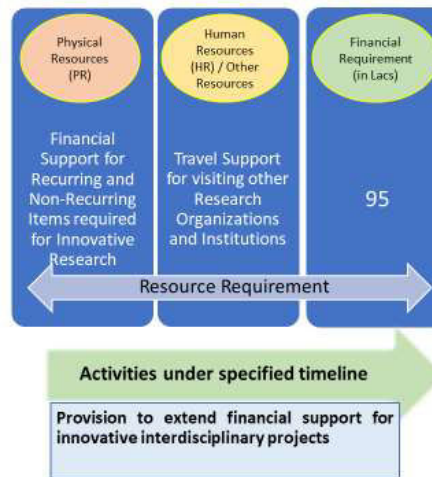 Physical
Resources
(PR)
Human
Resources
(HR) / Other
Resources
Financial
Requirement
(in Lacs)
Financial
Support for
Recurring and
Non-Recurring
Items required
for Innovative
Research
Travel Support
for visiting other
Research
Organizations
and Institutions
95
Resource Requirement
Activities under specified timeline
Provision to extend financial support for
innovative interdisciplinary projects